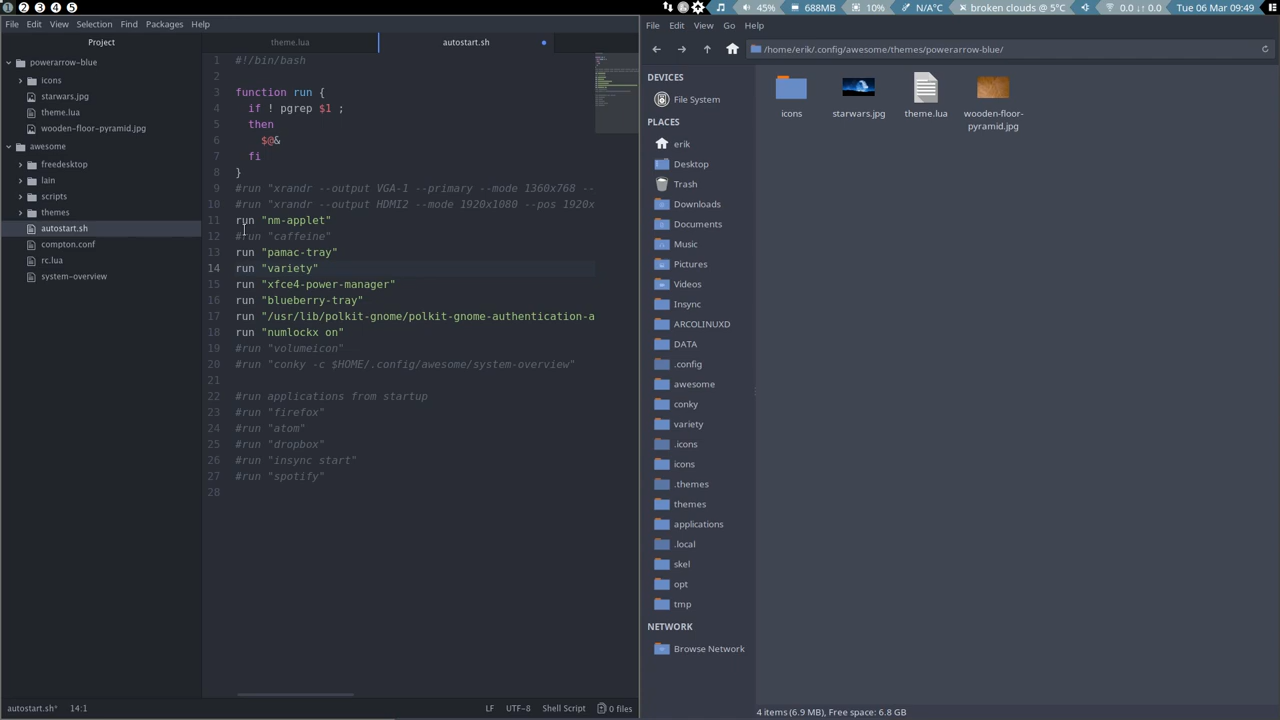 1 2 3 4 5
45% 688MB 10% N/A°C broken clouds @ 5°C 0.0 ↓↑ 0.0 Tue 06 Mar 09:49
File Edit View Selection Find Packages Help
Project
powerarrow-blue
icons
starwars.jpg
theme.lua
wooden-floor-pyramid.jpg
awesome
freedesktop
lain
scripts
themes
autostart.sh
compton.conf
rc.lua
system-overview
theme.lua autostart.sh
1 #!/bin/bash
2
3 function run {
4 if ! pgrep $1 ;
5 then
6 $@&
7 fi
8 }
9 #run "xrandr --output VGA-1 --primary --mode 1360x768 --
10 #run "xrandr --output HDMI2 --mode 1920x1080 --pos 1920x
11 run "nm-applet"
12 #run "caffeine"
13 run "pamac-tray"
14 run "variety"
15 run "xfce4-power-manager"
16 run "blueberry-tray"
17 run "/usr/lib/polkit-gnome/polkit-gnome-authentication-a
18 run "numlockx on"
19 #run "volumeicon"
20 #run "conky -c $HOME/.config/awesome/system-overview"
21
22 #run applications from startup
23 #run "firefox"
24 #run "atom"
25 #run "dropbox"
26 #run "insync start"
27 #run "spotify"
28
autostart.sh* 14:1 LF UTF-8 Shell Script 0 files
File Edit View Go Help
/home/erik/.config/awesome/themes/powerarrow-blue/
DEVICES
File System
PLACES
erik
Desktop
Trash
Downloads
Documents
Music
Pictures
Videos
Insync
ARCOLINUXD
DATA
.config
awesome
conky
variety
.icons
icons
.themes
themes
applications
.local
skel
opt
tmp
NETWORK
Browse Network
icons starwars.jpg theme.lua wooden-floor-
pyramid.jpg
4 items (6.9 MB), Free space: 6.8 GB